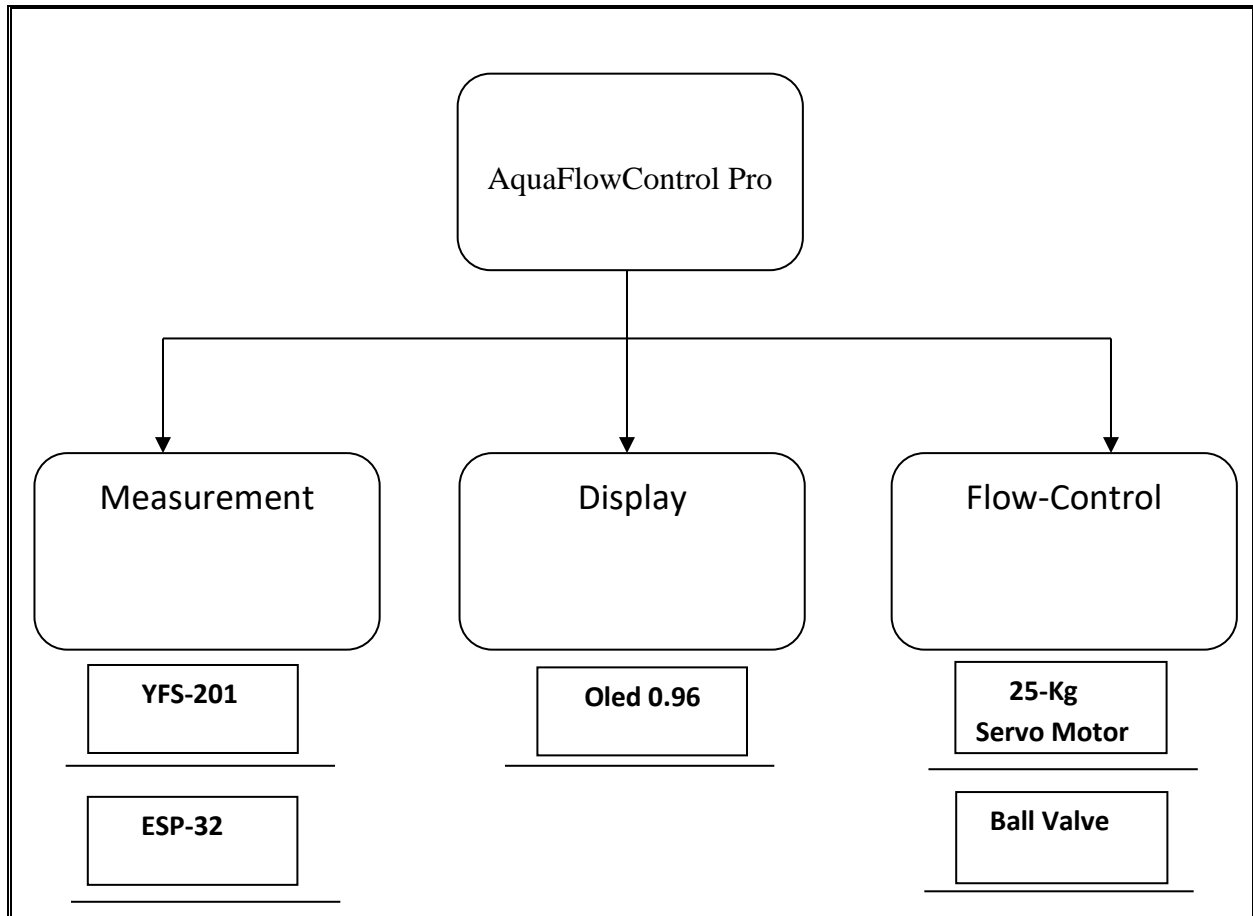 AquaFlowControl Pro
Measurement
Display
Flow-Control
YFS-201
Oled 0.96
25-Kg
Servo Motor
ESP-32
Ball Valve